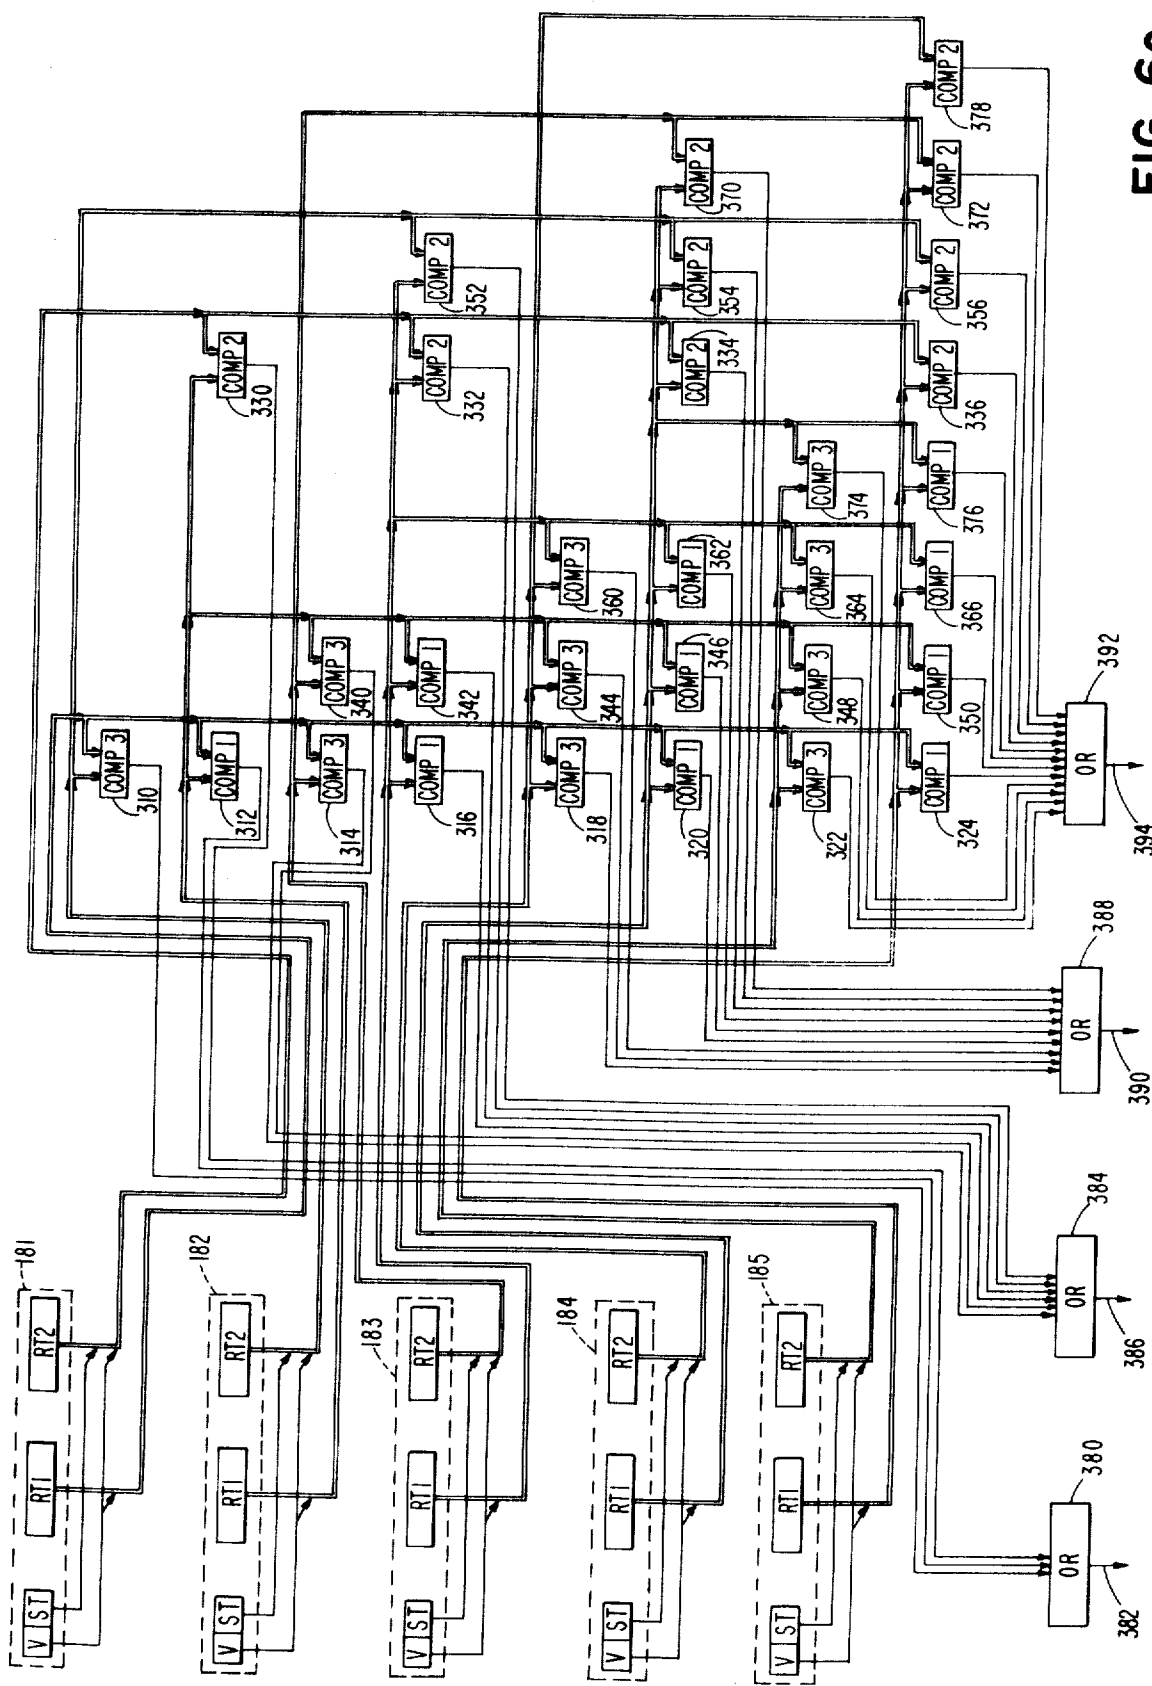 181
V ST
RT1
RT2
182
V ST
RT1
RT2
183
V ST
RT1
RT2
184
V ST
RT1
RT2
185
V ST
RT1
RT2
COMP 3
310
COMP 1
312
COMP 2
330
COMP 3
314
COMP 3
340
COMP 1
316
COMP 1
342
COMP 2
332
COMP 2
352
COMP 3
318
COMP 3
344
COMP 3
360
COMP 1
320
COMP 1
346
COMP 1
362
COMP 2
334
COMP 2
354
COMP 2
370
COMP 3
322
COMP 3
348
COMP 3
364
COMP 3
374
COMP 1
324
COMP 1
350
COMP 1
366
COMP 1
376
COMP 2
336
COMP 2
356
COMP 2
372
COMP 2
378
OR
380
382
OR
384
386
OR
388
390
OR
392
394
FIG